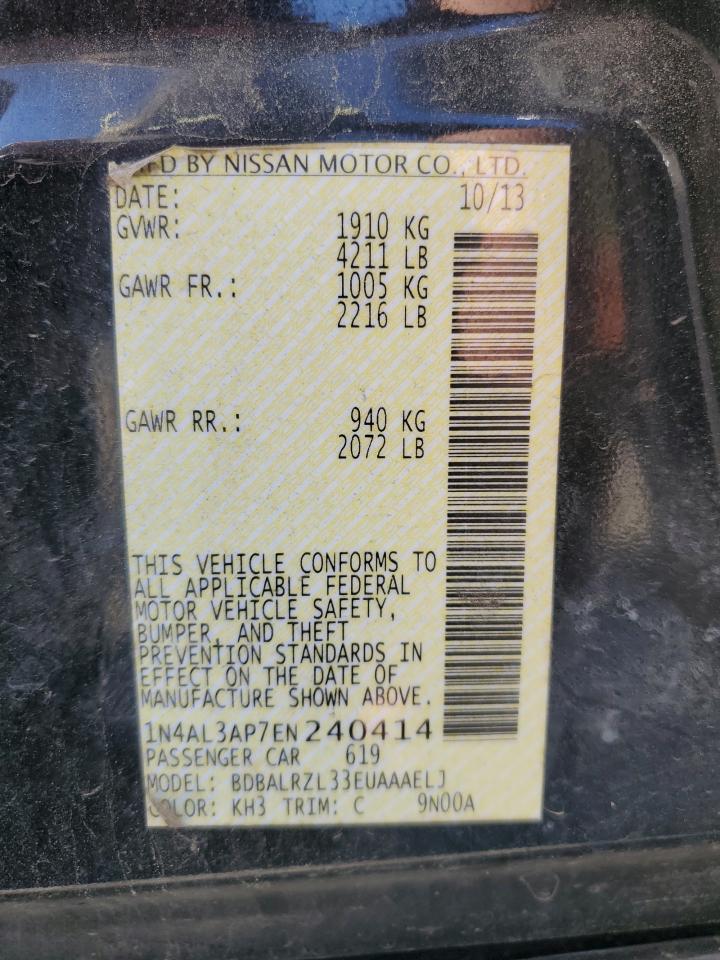 MFD BY NISSAN MOTOR CO., LTD.
DATE: 10/13
GVWR: 1910 KG
4211 LB
GAWR FR.: 1005 KG
2216 LB
GAWR RR.: 940 KG
2072 LB
THIS VEHICLE CONFORMS TO
ALL APPLICABLE FEDERAL
MOTOR VEHICLE SAFETY,
BUMPER, AND THEFT
PREVENTION STANDARDS IN
EFFECT ON THE DATE OF
MANUFACTURE SHOWN ABOVE.
1N4AL3AP7EN240414
PASSENGER CAR 619
MODEL: BDBALRZL33EUAAAELJ
COLOR: KH3 TRIM: C 9N00A